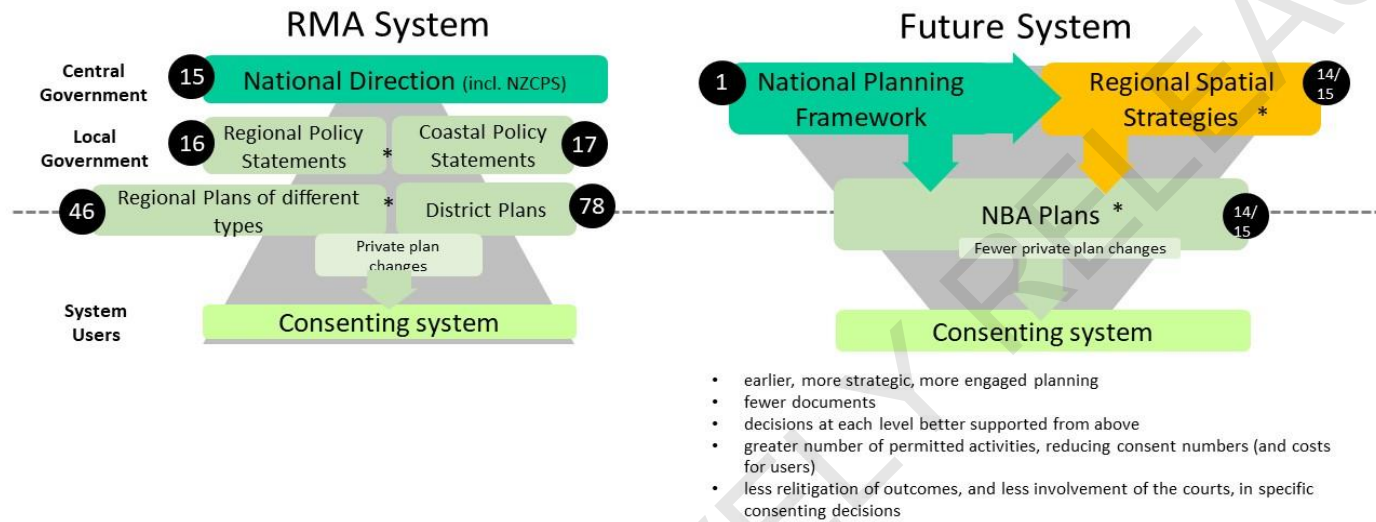 RMA System
Central
Government
15
National Direction (incl. NZCPS)
Local
Government
16
Regional Policy
Statements
*
Coastal Policy
Statements
17
46
Regional Plans of different
types
*
District Plans
78
Private plan
changes
System
Users
Consenting system
Future System
1
National Planning
Framework
Regional Spatial
Strategies *
14/
15
NBA Plans *
14/
15
Fewer private plan changes
Consenting system
• earlier, more strategic, more engaged planning
• fewer documents
• decisions at each level better supported from above
• greater number of permitted activities, reducing consent numbers (and costs
for users)
• less relitigation of outcomes, and less involvement of the courts, in specific
consenting decisions
ELY RELEAS